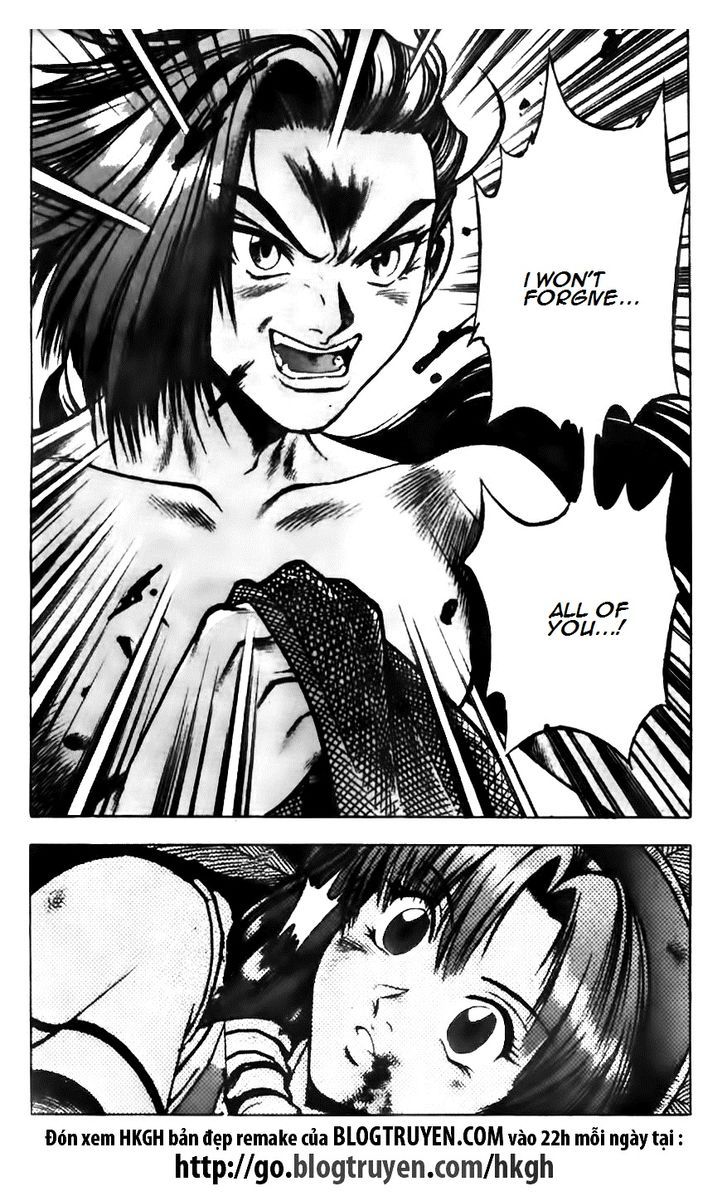 I WON'T
FORGIVE...
ALL OF
YOU...!
Đón xem HKGH bản đẹp remake của BLOGTRUYEN.COM vào 22h mỗi ngày tại :
http://go.blogtruyen.com/hkgh